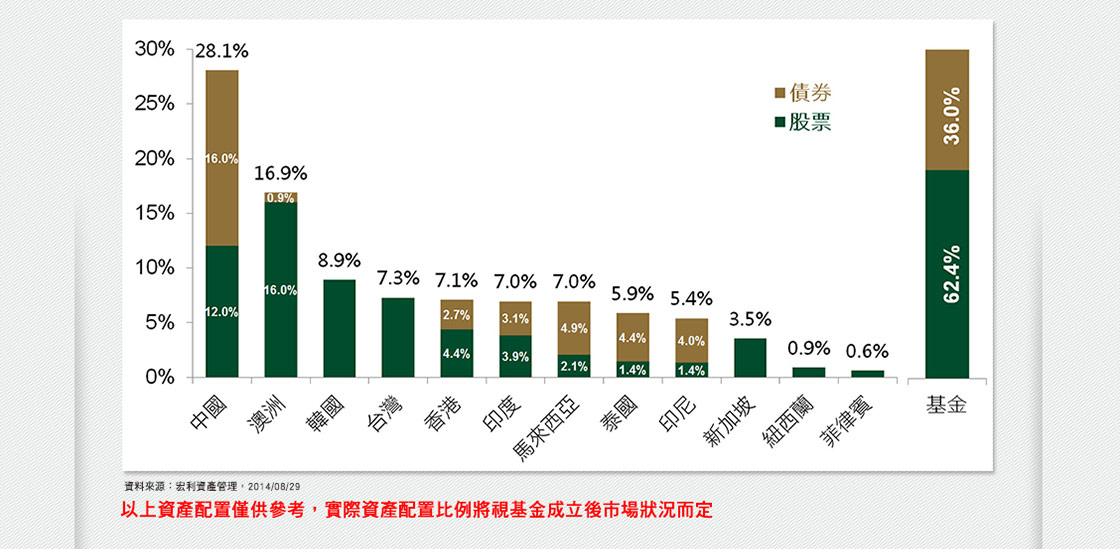 30%
25%
20%
15%
10%
5%
0%
28.1%
16.0%
12.0%
16.9%
0.9%
16.0%
8.9%
7.3%
7.1%
2.7%
4.4%
7.0%
3.1%
3.9%
7.0%
4.9%
2.1%
5.9%
4.4%
1.4%
5.4%
4.0%
1.4%
3.5%
0.9%
0.6%
債券
股票
36.0%
62.4%
中國
澳洲
韓國
台灣
香港
印度
馬來西亞
泰國
印尼
新加坡
紐西蘭
菲律賓
基金
資料來源：宏利資產管理，2014/08/29
以上資產配置僅供參考，實際資產配置比例將視基金成立後市場狀況而定